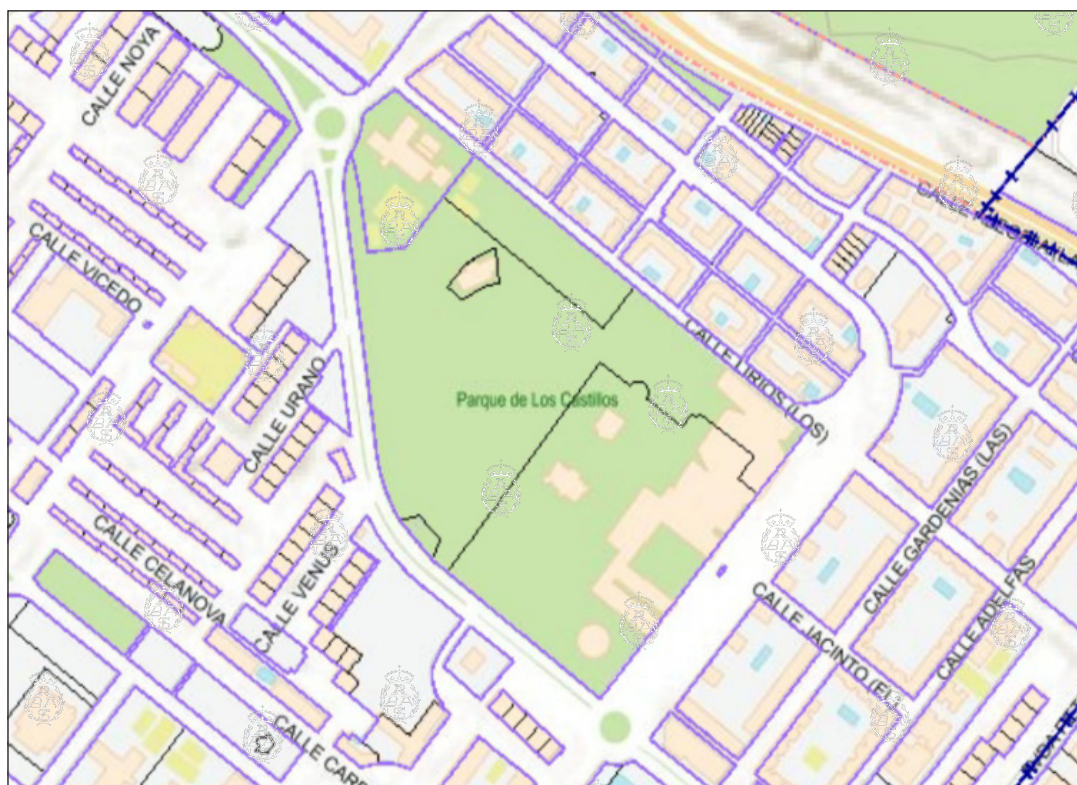 CALLE NOYA
CALLE VICEDO
CALLE URANO
Parque de Los Castillos
CALLE LIRIOS (LOS)
CALLE GARDENIAS (LAS)
CALLE ADELFAS
CALLE JACINTO (EL)
CALLE CELANOVA
CALLE VENUS